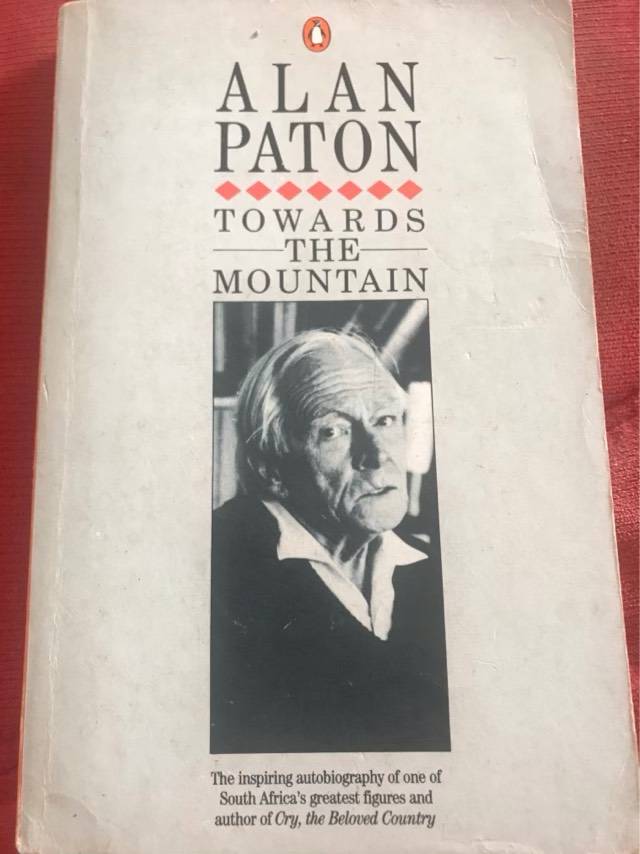 ALAN
PATON
TOWARDS
THE
MOUNTAIN
The inspiring autobiography of one of
South Africa's greatest figures and
author of Cry, the Beloved Country